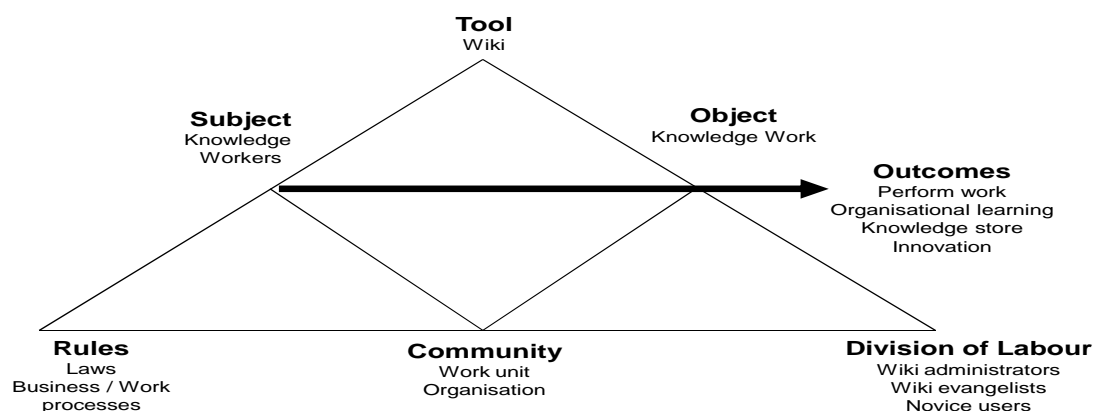 Tool
Wiki
Subject
Knowledge
Workers
Object
Knowledge Work
Outcomes
Perform work
Organisational learning
Knowledge store
Innovation
Rules
Laws
Business / Work
processes
Community
Work unit
Organisation
Division of Labour
Wiki administrators
Wiki evangelists
Novice users